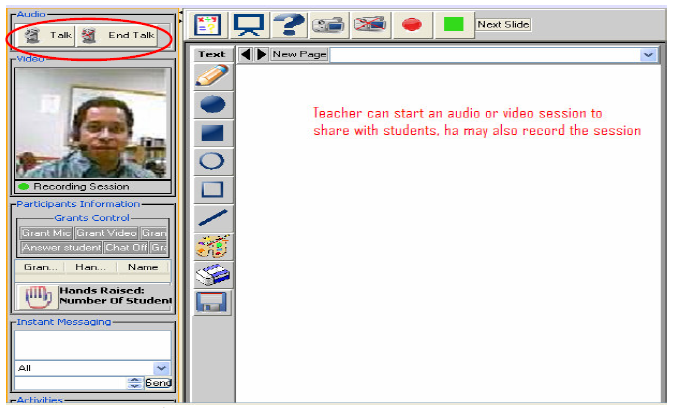 Audio
Talk End Talk
Next Slide
Video
Recording Session
Participants Information
Grants Control
Grant Mic Grant Video Gran
Answer student Chat Off Gra
Gran... Han... Name
Hands Raised:
Number Of Student
Instant Messaging
All
Send
Activities
Text New Page
Teacher can start an audio or video session to
share with students, ha may also record the session